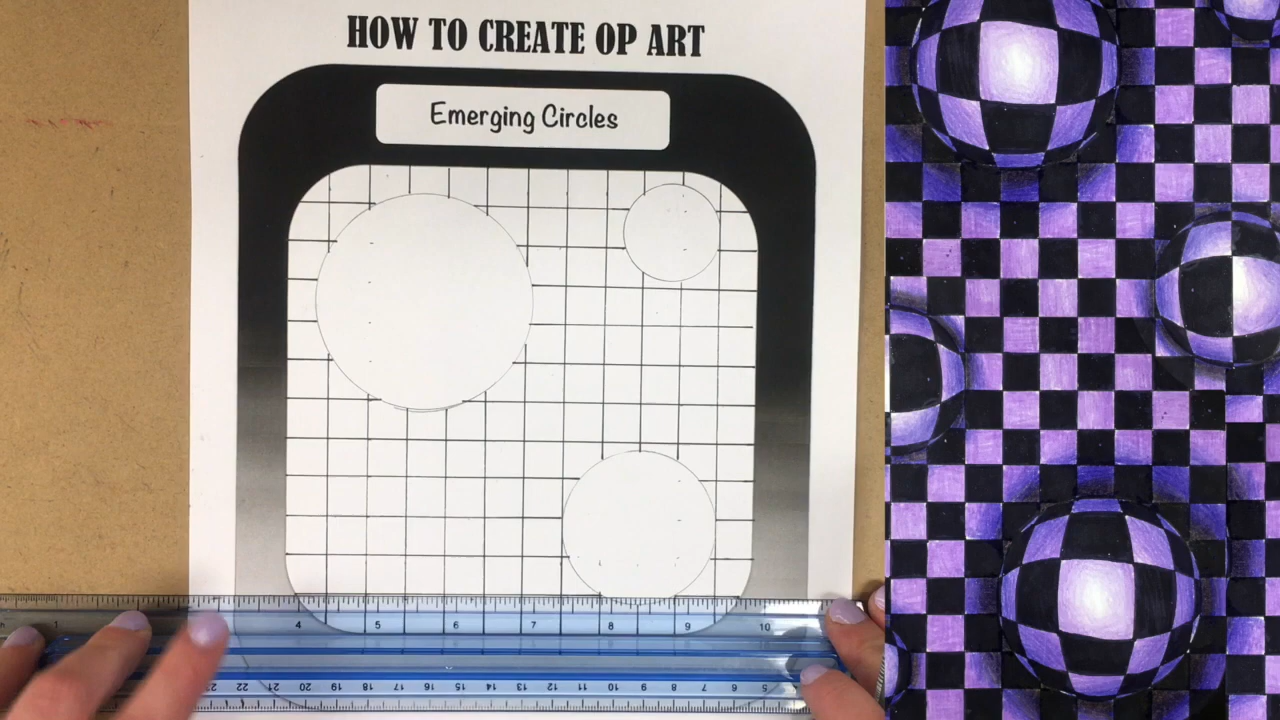 HOW TO CREATE OP ART
Emerging Circles
1 4 5 6 7 8 9 10
22 21 20 19 18 17 16 15 14 13 12 11 10 9 8 7 6 5